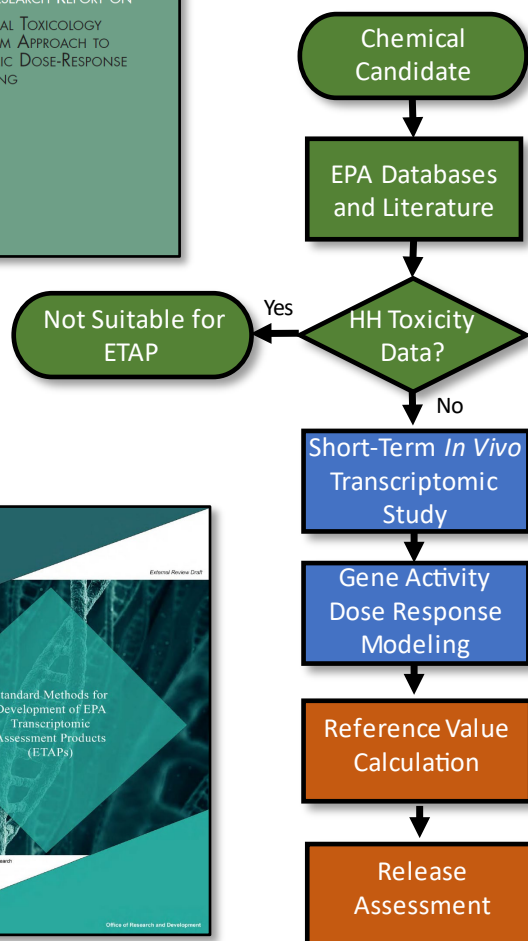 RESEARCH REPORT ON
AL TOXICOLOGY
M APPROACH TO
IC DOSE-RESPONSE
NG
Chemical
Candidate
EPA Databases
and Literature
HH Toxicity
Data?
Yes
Not Suitable for
ETAP
No
Short-Term In Vivo
Transcriptomic
Study
Gene Activity
Dose Response
Modeling
Reference Value
Calculation
Release
Assessment
External Review Draft
tandard Methods for
Development of EPA
Transcriptomic
Assessment Products
(ETAPs)
Office of Research and Development